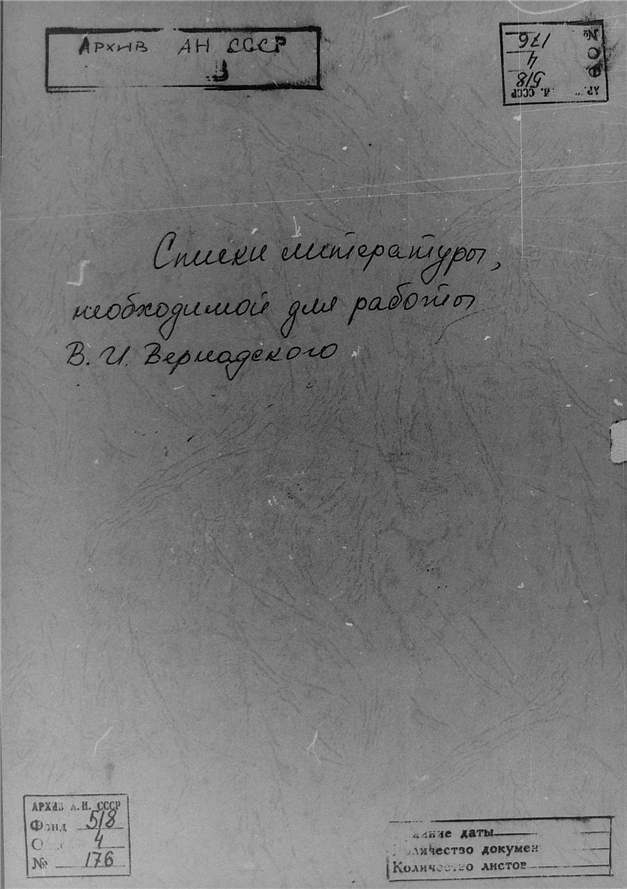 Архив АН СССР
№ 176
О 4
Ф 518
АР. А. СССР
Списки литературы,
необходимой для работы
В. И. Вернадского
АРХИВ А.Н. СССР
Фонд 518
О 4
№ 176
даты
Количество докумен
Количество листов